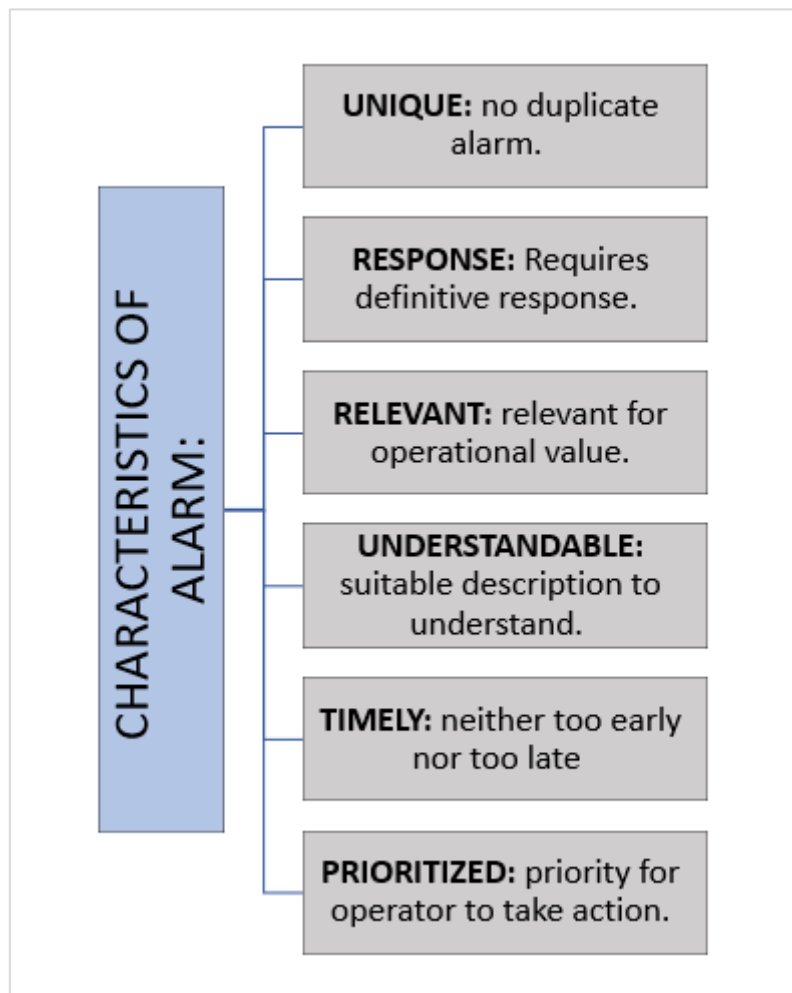 CHARACTERISTICS OF
ALARM:
UNIQUE: no duplicate
alarm.
RESPONSE: Requires
definitive response.
RELEVANT: relevant for
operational value.
UNDERSTANDABLE:
suitable description to
understand.
TIMELY: neither too early
nor too late
PRIORITIZED: priority for
operator to take action.